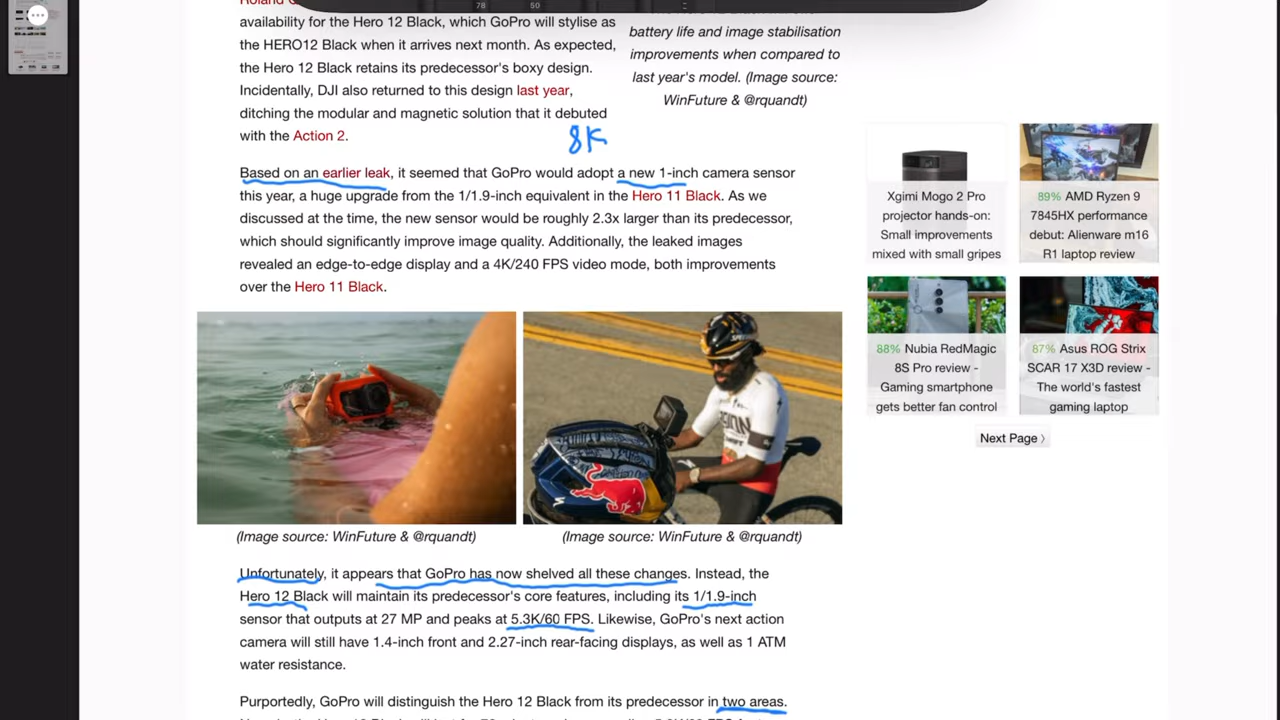 78 50
availability for the Hero 12 Black, which GoPro will stylise as
the HERO12 Black when it arrives next month. As expected,
the Hero 12 Black retains its predecessor's boxy design.
Incidentally, DJI also returned to this design last year,
ditching the modular and magnetic solution that it debuted
with the Action 2.
battery life and image stabilisation
improvements when compared to
last year's model. (Image source:
WinFuture & @rquandt)
8K
Based on an earlier leak, it seemed that GoPro would adopt a new 1-inch camera sensor
this year, a huge upgrade from the 1/1.9-inch equivalent in the Hero 11 Black. As we
discussed at the time, the new sensor would be roughly 2.3x larger than its predecessor,
which should significantly improve image quality. Additionally, the leaked images
revealed an edge-to-edge display and a 4K/240 FPS video mode, both improvements
over the Hero 11 Black.
(Image source: WinFuture & @rquandt)
(Image source: WinFuture & @rquandt)
Unfortunately, it appears that GoPro has now shelved all these changes. Instead, the
Hero 12 Black will maintain its predecessor's core features, including its 1/1.9-inch
sensor that outputs at 27 MP and peaks at 5.3K/60 FPS. Likewise, GoPro's next action
camera will still have 1.4-inch front and 2.27-inch rear-facing displays, as well as 1 ATM
water resistance.
Purportedly, GoPro will distinguish the Hero 12 Black from its predecessor in two areas.
Xgimi Mogo 2 Pro
projector hands-on:
Small improvements
mixed with small gripes
89% AMD Ryzen 9
7845HX performance
debut: Alienware m16
R1 laptop review
88% Nubia RedMagic
8S Pro review -
Gaming smartphone
gets better fan control
87% Asus ROG Strix
SCAR 17 X3D review -
The world's fastest
gaming laptop
Next Page ⟩